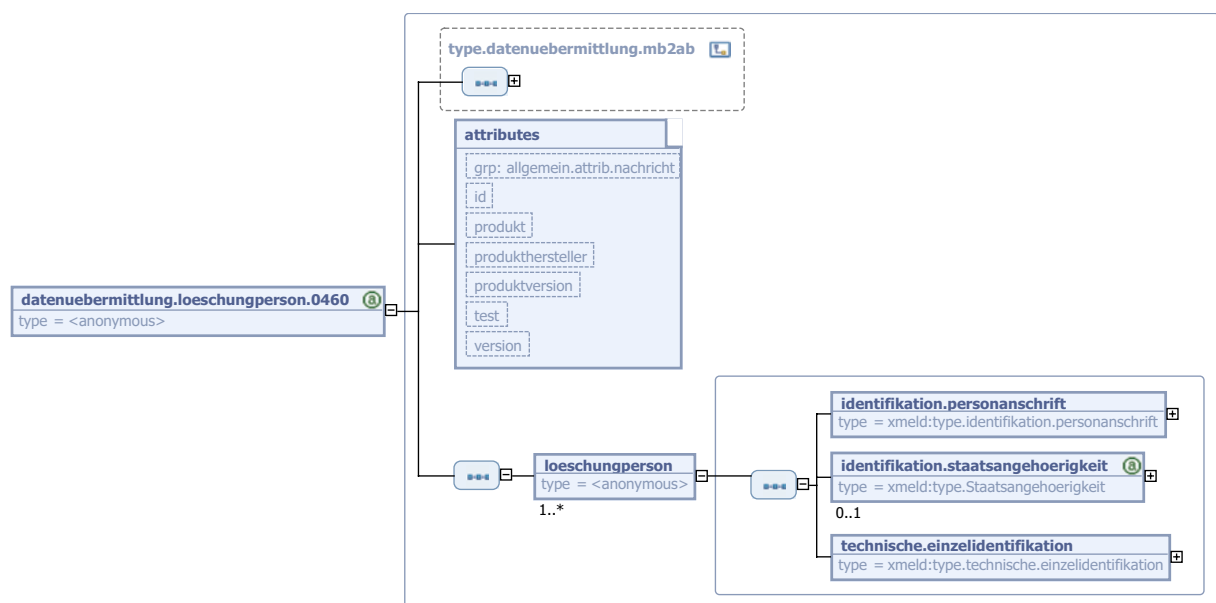 type.datenuebermittlung.mb2ab
attributes
grp: allgemein.attrib.nachricht
id
produkt
produkthersteller
produktversion
test
version
datenuebermittlung.loeschungperson.0460 a
type = <anonymous>
loeschungperson
type = <anonymous>
1..*
identifikation.personanschrift
type = xmeld:type.identifikation.personanschrift
identifikation.staatsangehoerigkeit a
type = xmeld:type.Staatsangehoerigkeit
0..1
technische.einzelidentifikation
type = xmeld:type.technische.einzelidentifikation